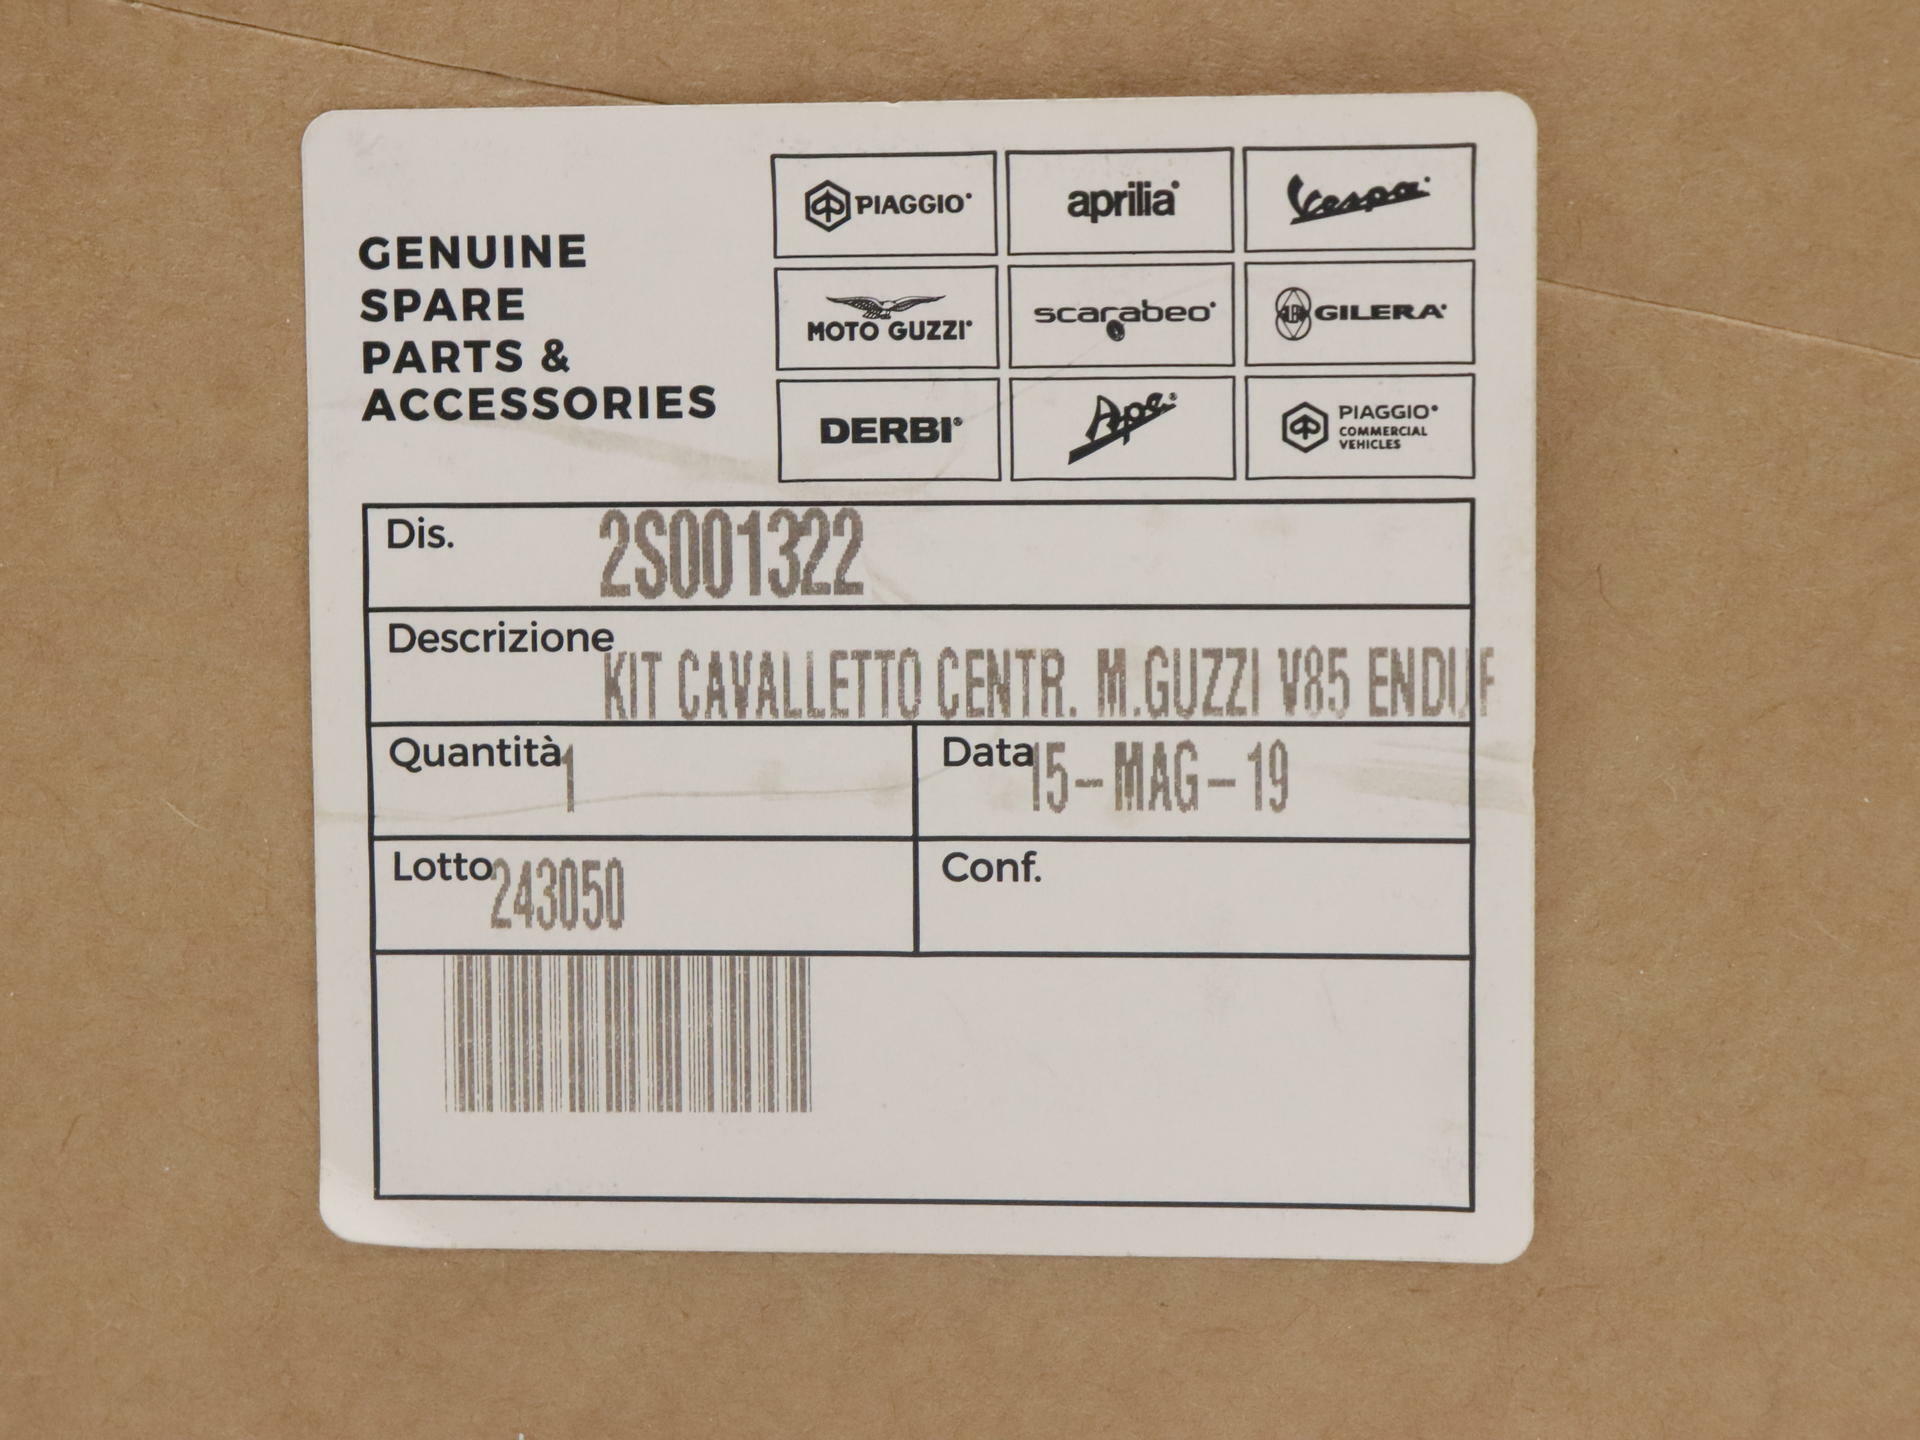 GENUINE
SPARE
PARTS &
ACCESSORIES
PIAGGIO®
aprilia®
Vespa®
MOTO GUZZI®
scarabeo®
GILERA®
DERBI®
Ape®
PIAGGIO®
COMMERCIAL
VEHICLES
Dis. 2S001322
Descrizione KIT CAVALLETTO CENTR. M.GUZZI V85 ENDUR
Quantità 1
Data 15-MAG-19
Lotto 243050
Conf.